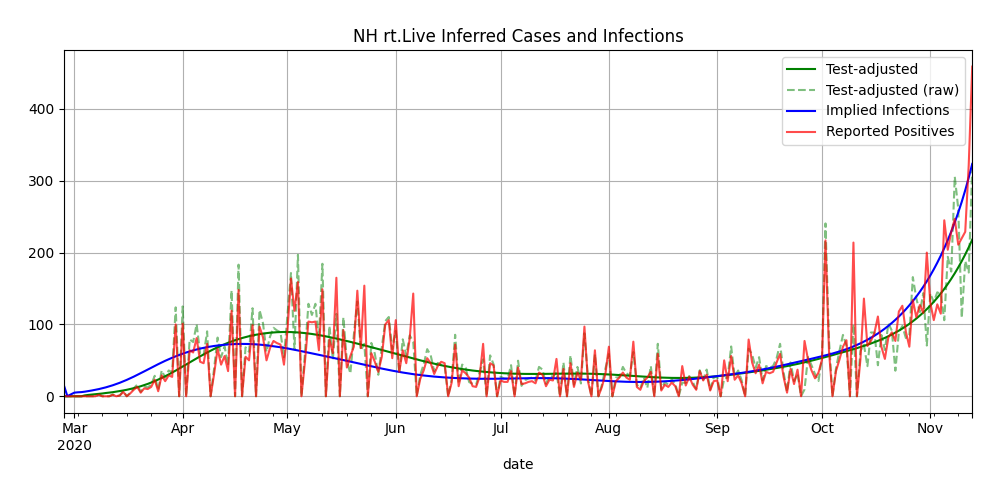 NH rt.Live Inferred Cases and Infections
Test-adjusted
Test-adjusted (raw)
Implied Infections
Reported Positives
400
300
200
100
0
Mar Apr May Jun Jul Aug Sep Oct Nov
2020
date